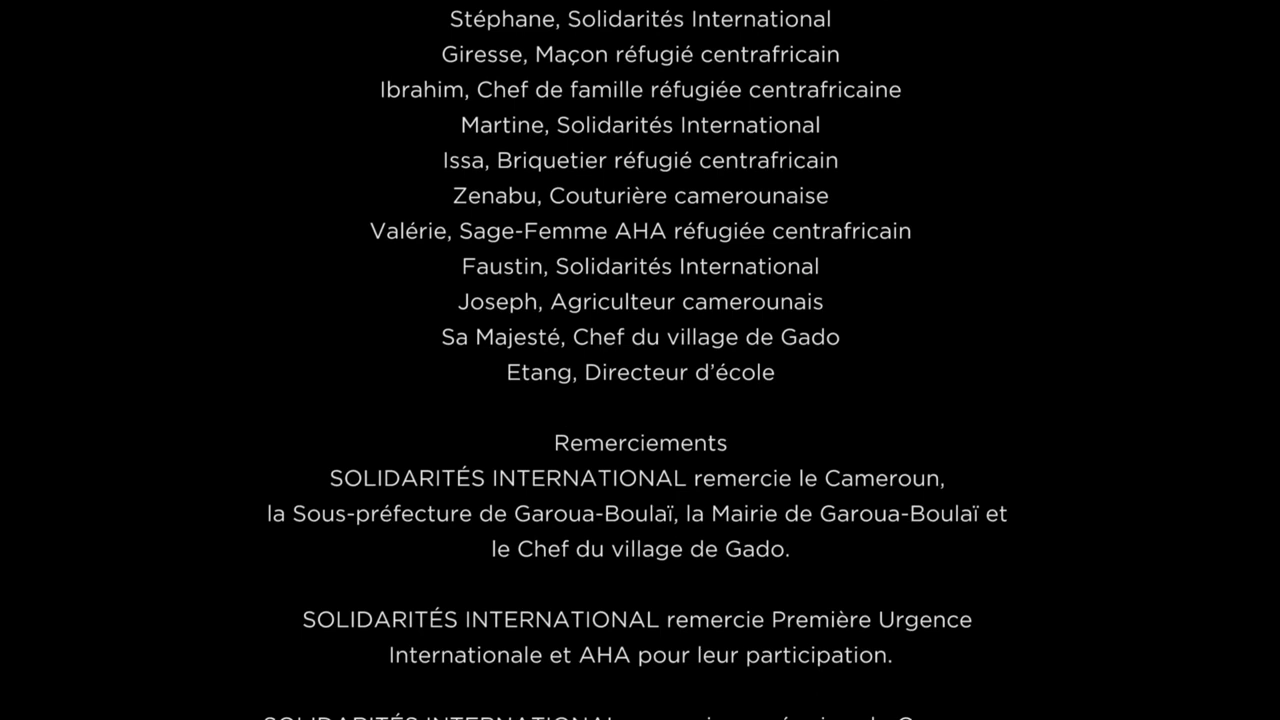 Stéphane, Solidarités International
Giresse, Maçon réfugié centrafricain
Ibrahim, Chef de famille réfugiée centrafricaine
Martine, Solidarités International
Issa, Briquetier réfugié centrafricain
Zenabu, Couturière camerounaise
Valérie, Sage-Femme AHA réfugiée centrafricain
Faustin, Solidarités International
Joseph, Agriculteur camerounais
Sa Majesté, Chef du village de Gado
Etang, Directeur d’école
Remerciements
SOLIDARITÉS INTERNATIONAL remercie le Cameroun,
la Sous-préfecture de Garoua-Boulaï, la Mairie de Garoua-Boulaï et
le Chef du village de Gado.
SOLIDARITÉS INTERNATIONAL remercie Première Urgence
Internationale et AHA pour leur participation.
SOLIDARITÉS INTERNATIONAL